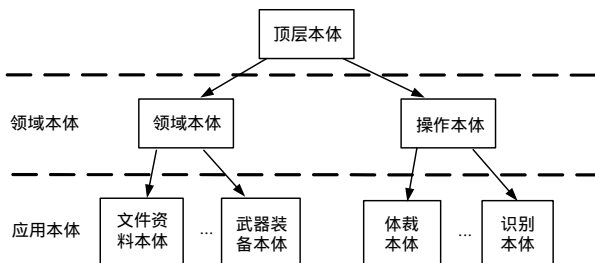 顶层本体
领域本体
领域本体
操作本体
应用本体
文件资
料本体
...
武器装
备本体
体裁
本体
...
识别
本体